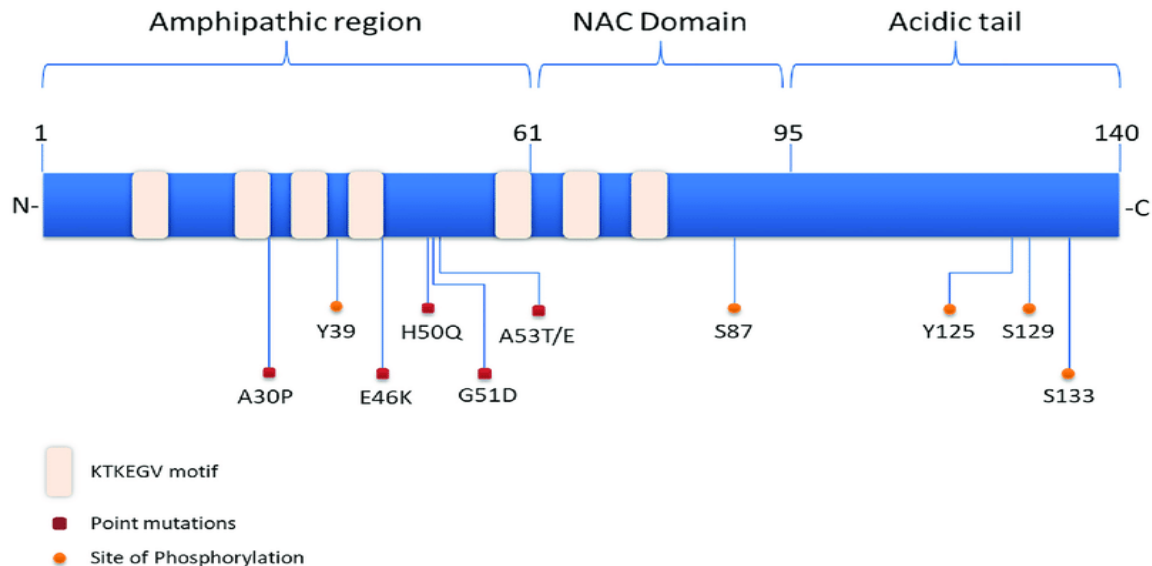 Amphipathic region NAC Domain Acidic tail
1 61 95 140
N- -C
Y39 H50Q A53T/E S87 Y125 S129
A30P E46K G51D S133
KTKEGV motif
Point mutations
Site of Phosphorylation